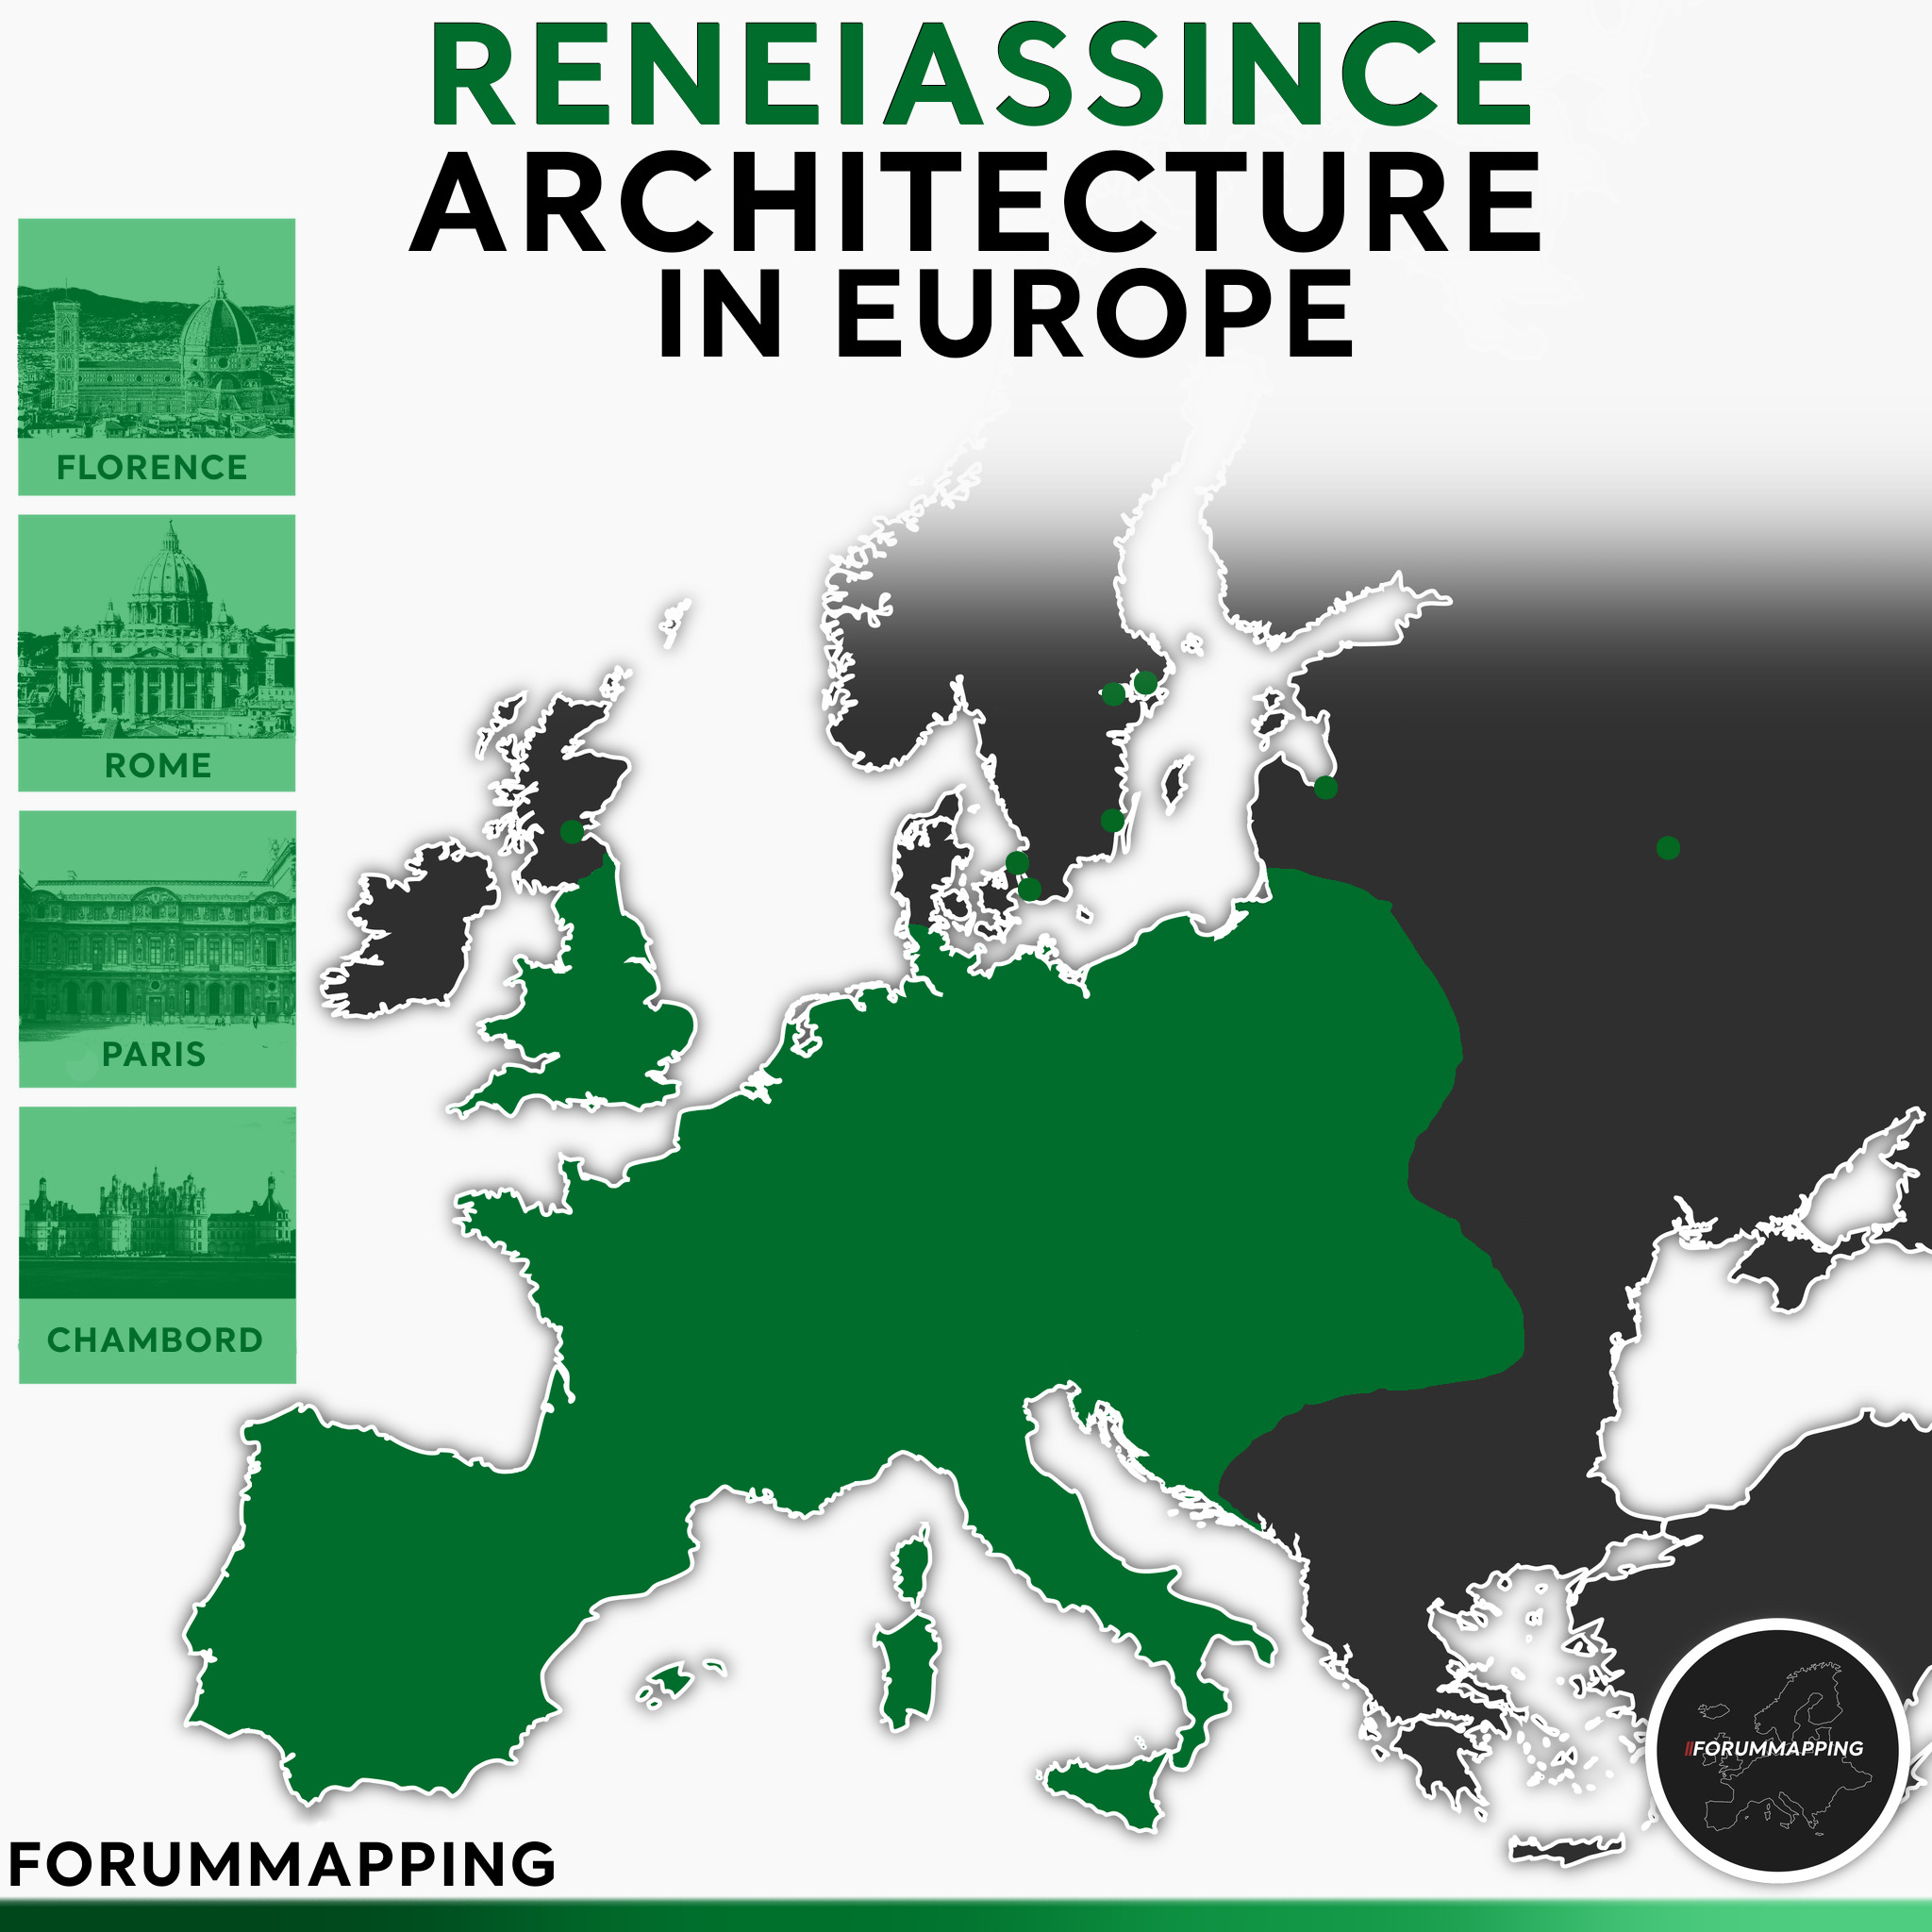 RENEIASSINCE
ARCHITECTURE
IN EUROPE
FLORENCE
ROME
PARIS
CHAMBORD
//FORUMMAPPING
FORUMMAPPING